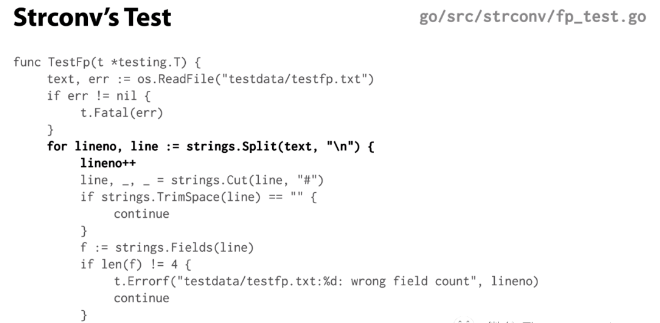 Strconv's Test
go/src/strconv/fp_test.go
func TestFp(t *testing.T) {
text, err := os.ReadFile("testdata/testfp.txt")
if err != nil {
t.Fatal(err)
}
for lineno, line := strings.Split(text, "\n") {
lineno++
line, _, _ = strings.Cut(line, "#")
if strings.TrimSpace(line) == "" {
continue
}
f := strings.Fields(line)
if len(f) != 4 {
t.Errorf("testdata/testfp.txt:%d: wrong field count", lineno)
continue
}